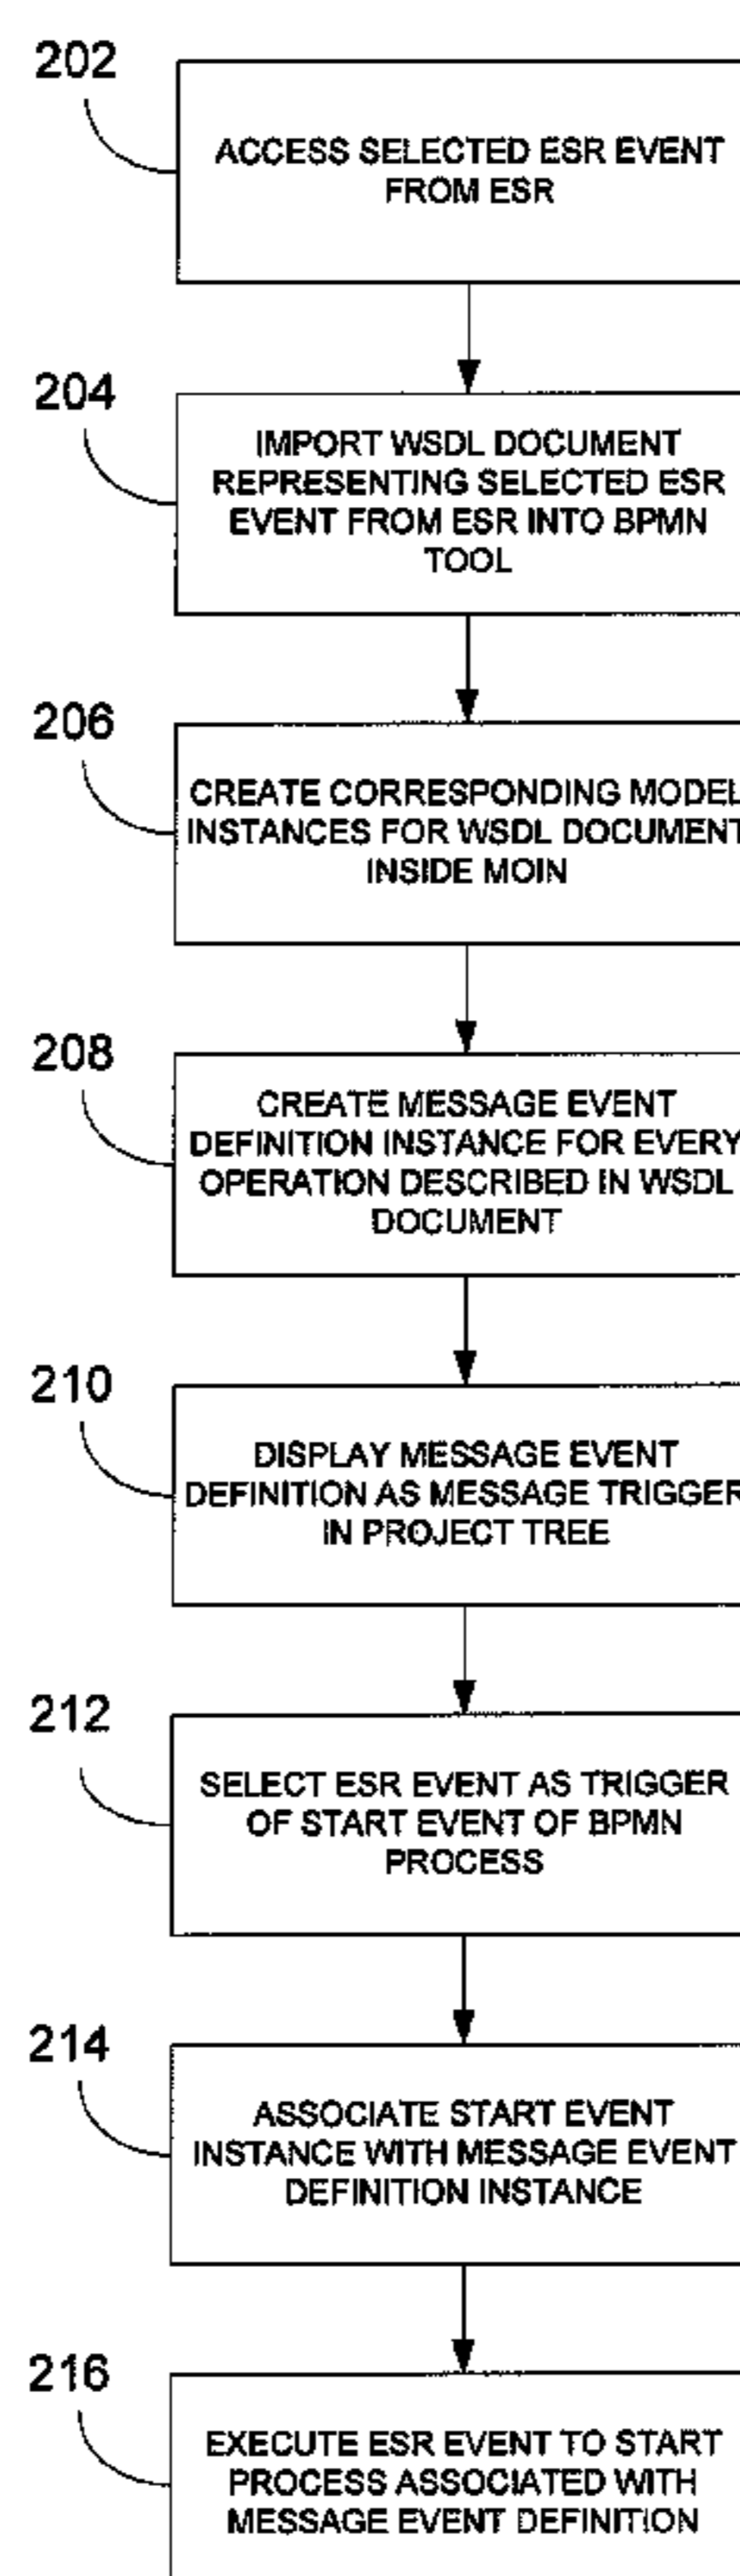 202
ACCESS SELECTED ESR EVENT
FROM ESR
204
IMPORT WSDL DOCUMENT
REPRESENTING SELECTED ESR
EVENT FROM ESR INTO BPMN
TOOL
206
CREATE CORRESPONDING MODEL
INSTANCES FOR WSDL DOCUMENT
INSIDE MOIN
208
CREATE MESSAGE EVENT
DEFINITION INSTANCE FOR EVERY
OPERATION DESCRIBED IN WSDL
DOCUMENT
210
DISPLAY MESSAGE EVENT
DEFINITION AS MESSAGE TRIGGER
IN PROJECT TREE
212
SELECT ESR EVENT AS TRIGGER
OF START EVENT OF BPMN
PROCESS
214
ASSOCIATE START EVENT
INSTANCE WITH MESSAGE EVENT
DEFINITION INSTANCE
216
EXECUTE ESR EVENT TO START
PROCESS ASSOCIATED WITH
MESSAGE EVENT DEFINITION